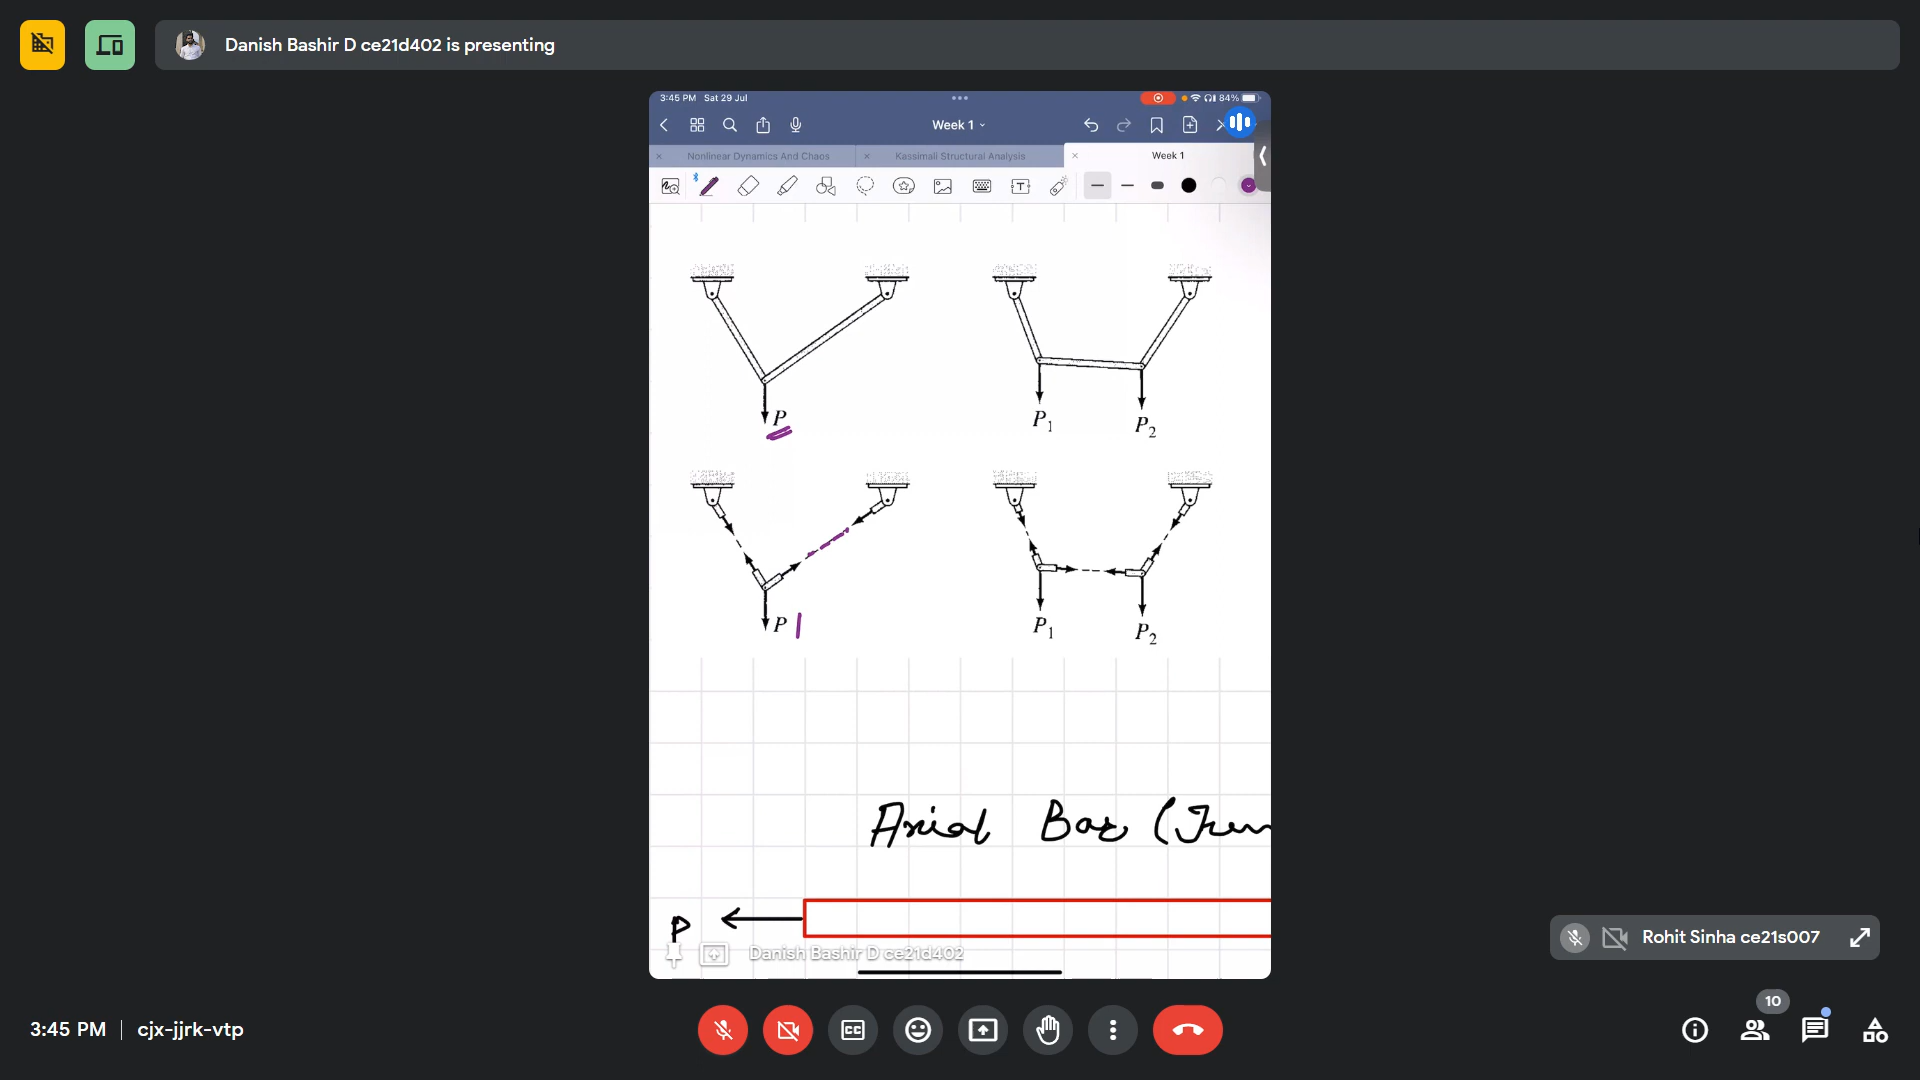 Danish Bashir D ce21d402 is presenting
3:45 PM Sat 29 Jul
84%
Week 1
Nonlinear Dynamics And Chaos
Kassimali Structural Analysis
Week 1
P
P1
P2
P
P1
P2
Axial Bar
P
Danish Bashir D ce21d402
Rohit Sinha ce21s007
10
3:45 PM | cjx-jjrk-vtp